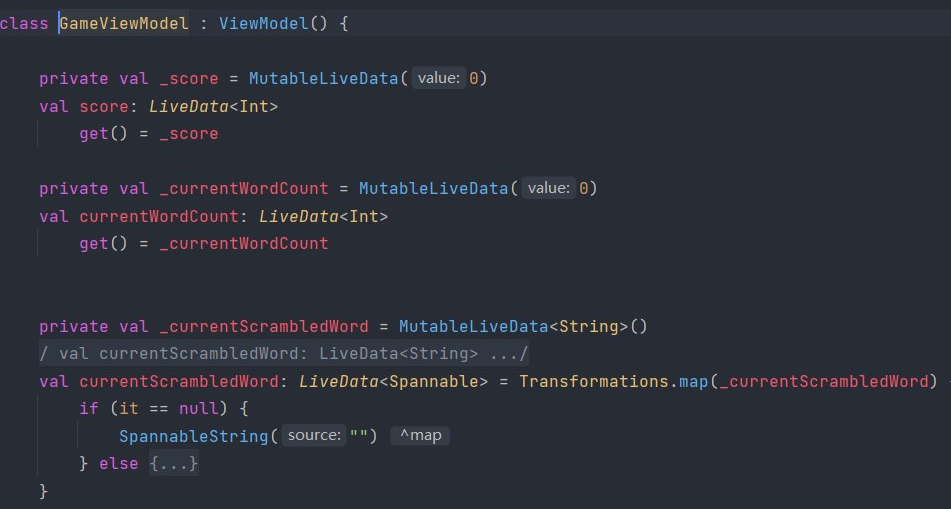 class GameViewModel : ViewModel() {
private val _score = MutableLiveData( value: 0)
val score: LiveData<Int>
get() = _score
private val _currentWordCount = MutableLiveData( value: 0)
val currentWordCount: LiveData<Int>
get() = _currentWordCount
private val _currentScrambledWord = MutableLiveData<String>()
/ val currentScrambledWord: LiveData<String> .../
val currentScrambledWord: LiveData<Spannable> = Transformations.map(_currentScrambledWord) {
if (it == null) {
SpannableString( source: "") ^map
} else {...}
}